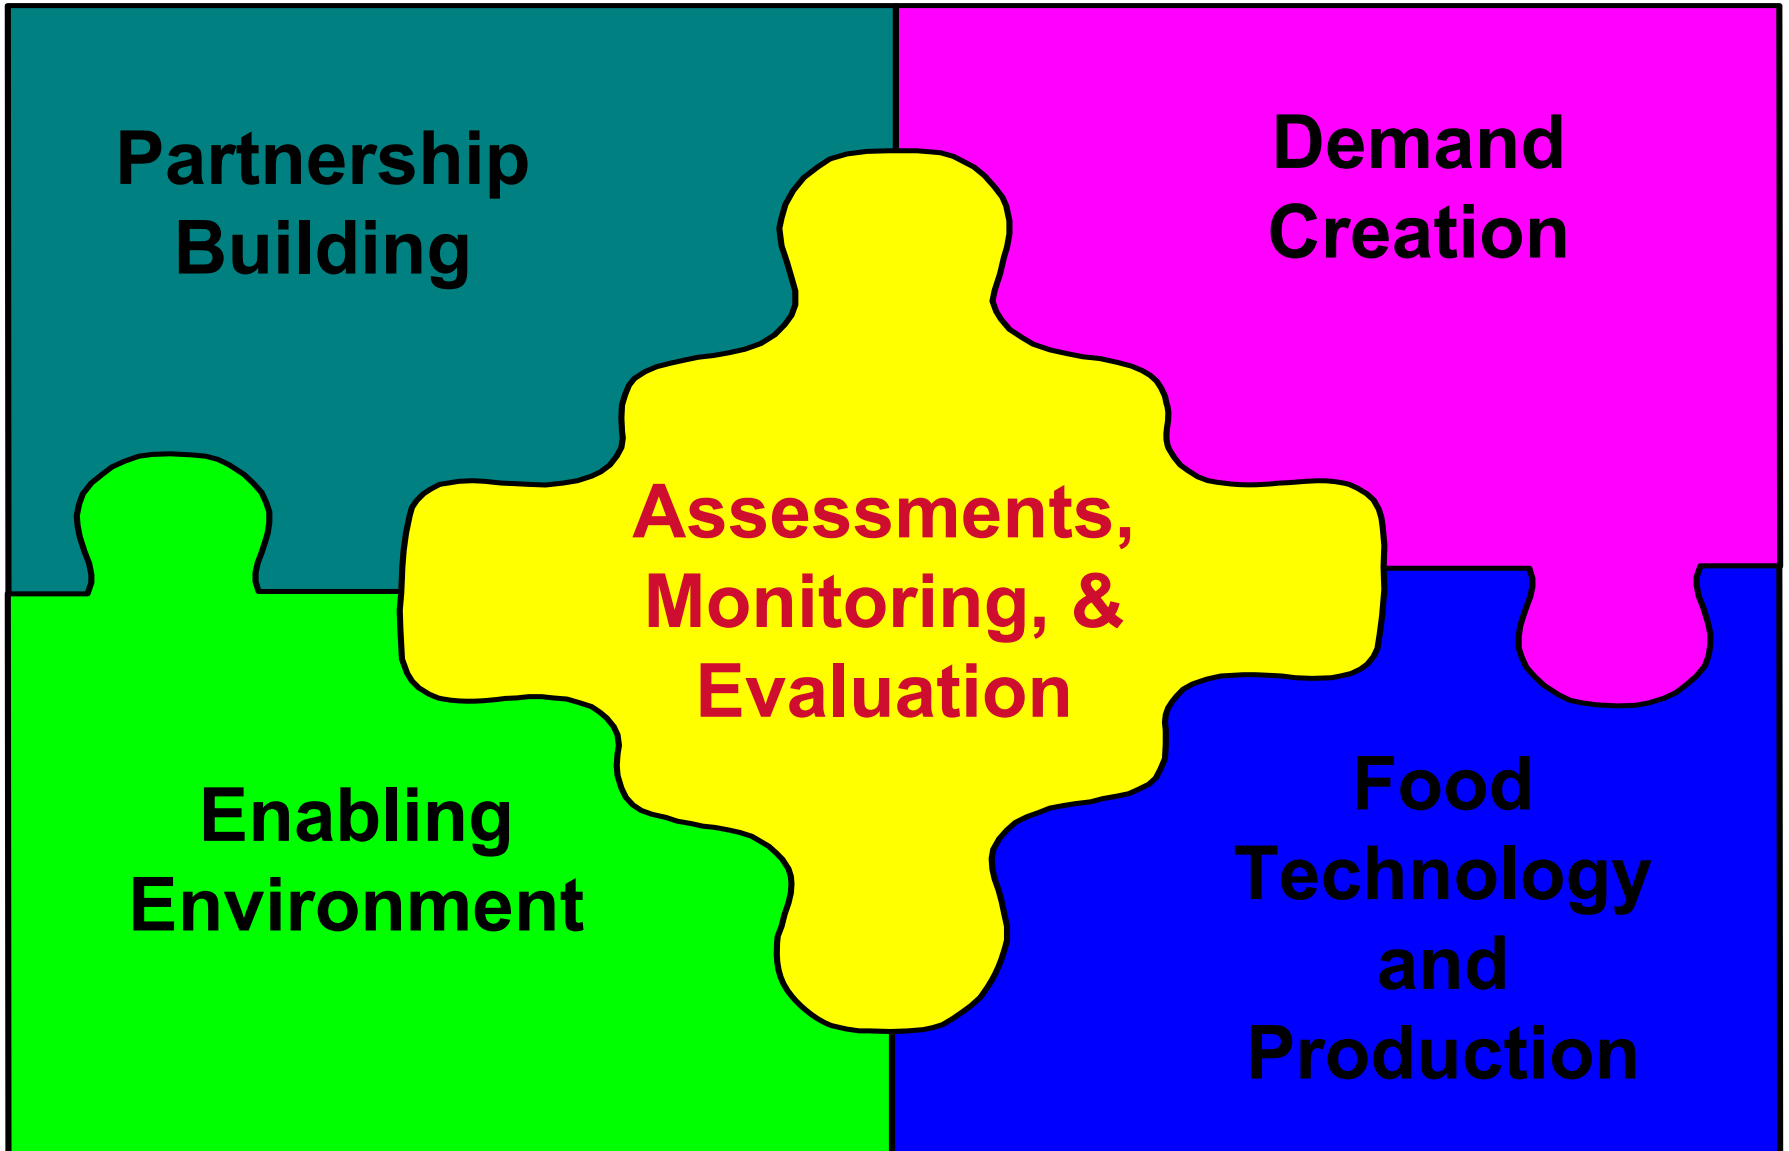 Partnership
Building
Demand
Creation
Assessments,
Monitoring, &
Evaluation
Enabling
Environment
Food
Technology
and
Production